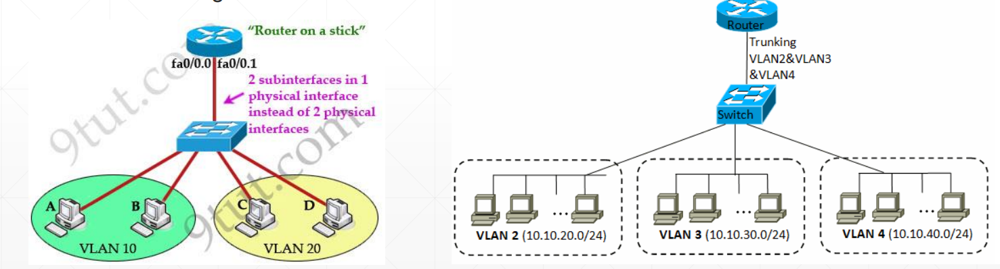 “Router on a stick”
fa0/0.0 fa0/0.1
2 subinterfaces in 1
physical interface
instead of 2 physical
interfaces
A
B
C
D
VLAN 10
VLAN 20
9tut.com
9tut.com
Router
Trunking
VLAN2&VLAN3
&VLAN4
Switch
...
...
...
VLAN 2 (10.10.20.0/24)
VLAN 3 (10.10.30.0/24)
VLAN 4 (10.10.40.0/24)